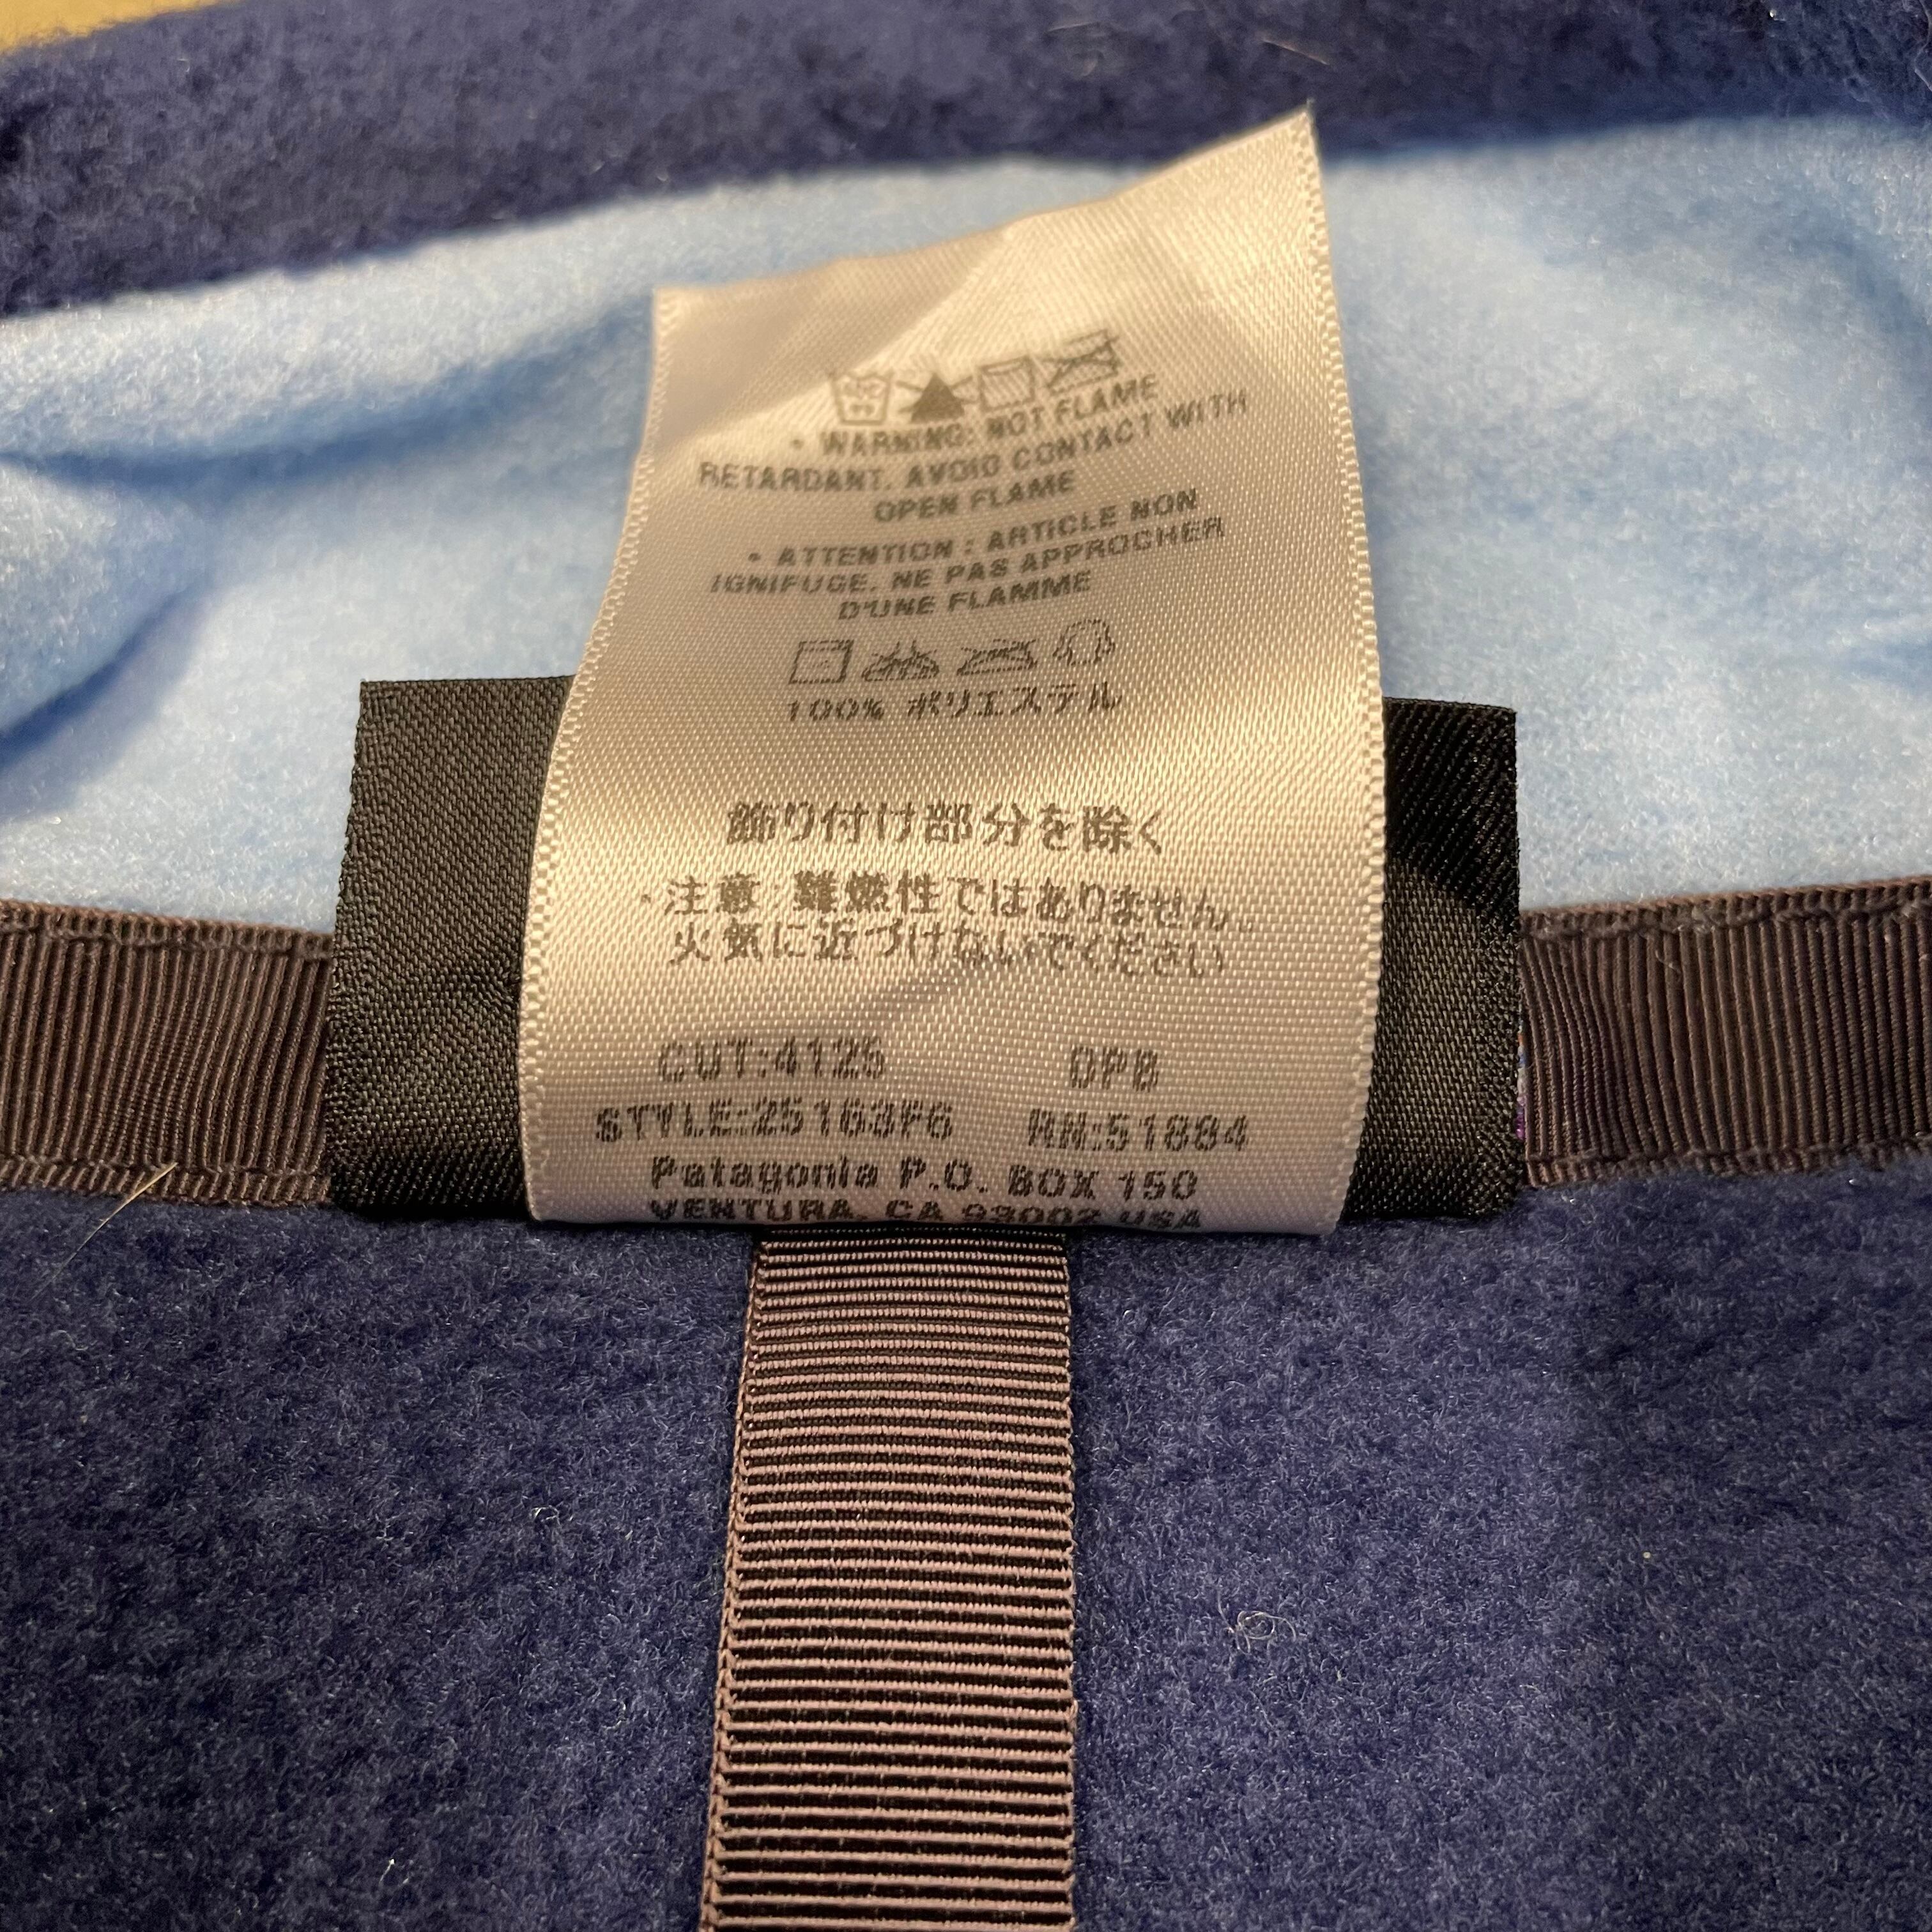 • WARNING: NOT FLAME
RETARDANT. AVOID CONTACT WITH
OPEN FLAME
• ATTENTION : ARTICLE NON
IGNIFUGE. NE PAS APPROCHER
D'UNE FLAMME
100% ポリエステル
飾り付け部分を除く
・注意：難燃性ではありません。
火気に近づけないでください
CUT:4125 DPB
STYLE:25163F6 RN:51884
Patagonia P.O. BOX 150
VENTURA, CA 93002 USA